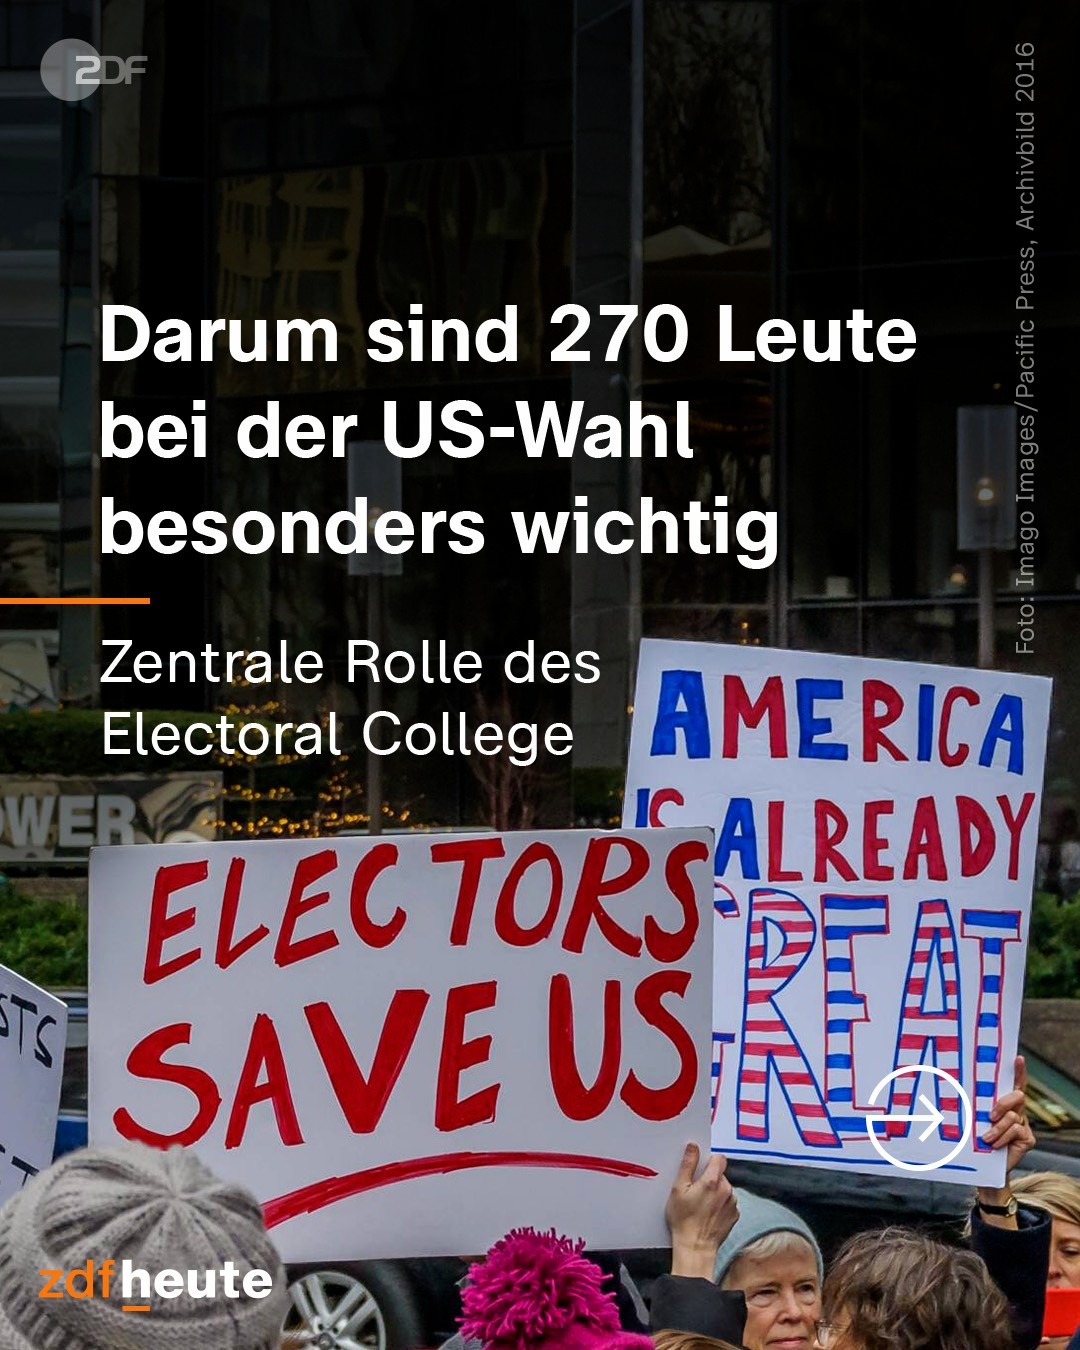 ZDF
Foto: Imago Images/Pacific Press, Archivbild 2016
Darum sind 270 Leute
bei der US-Wahl
besonders wichtig
Zentrale Rolle des
Electoral College
AMERICA
IS ALREADY
GREAT
ELECTORS
SAVE US
zdfheute